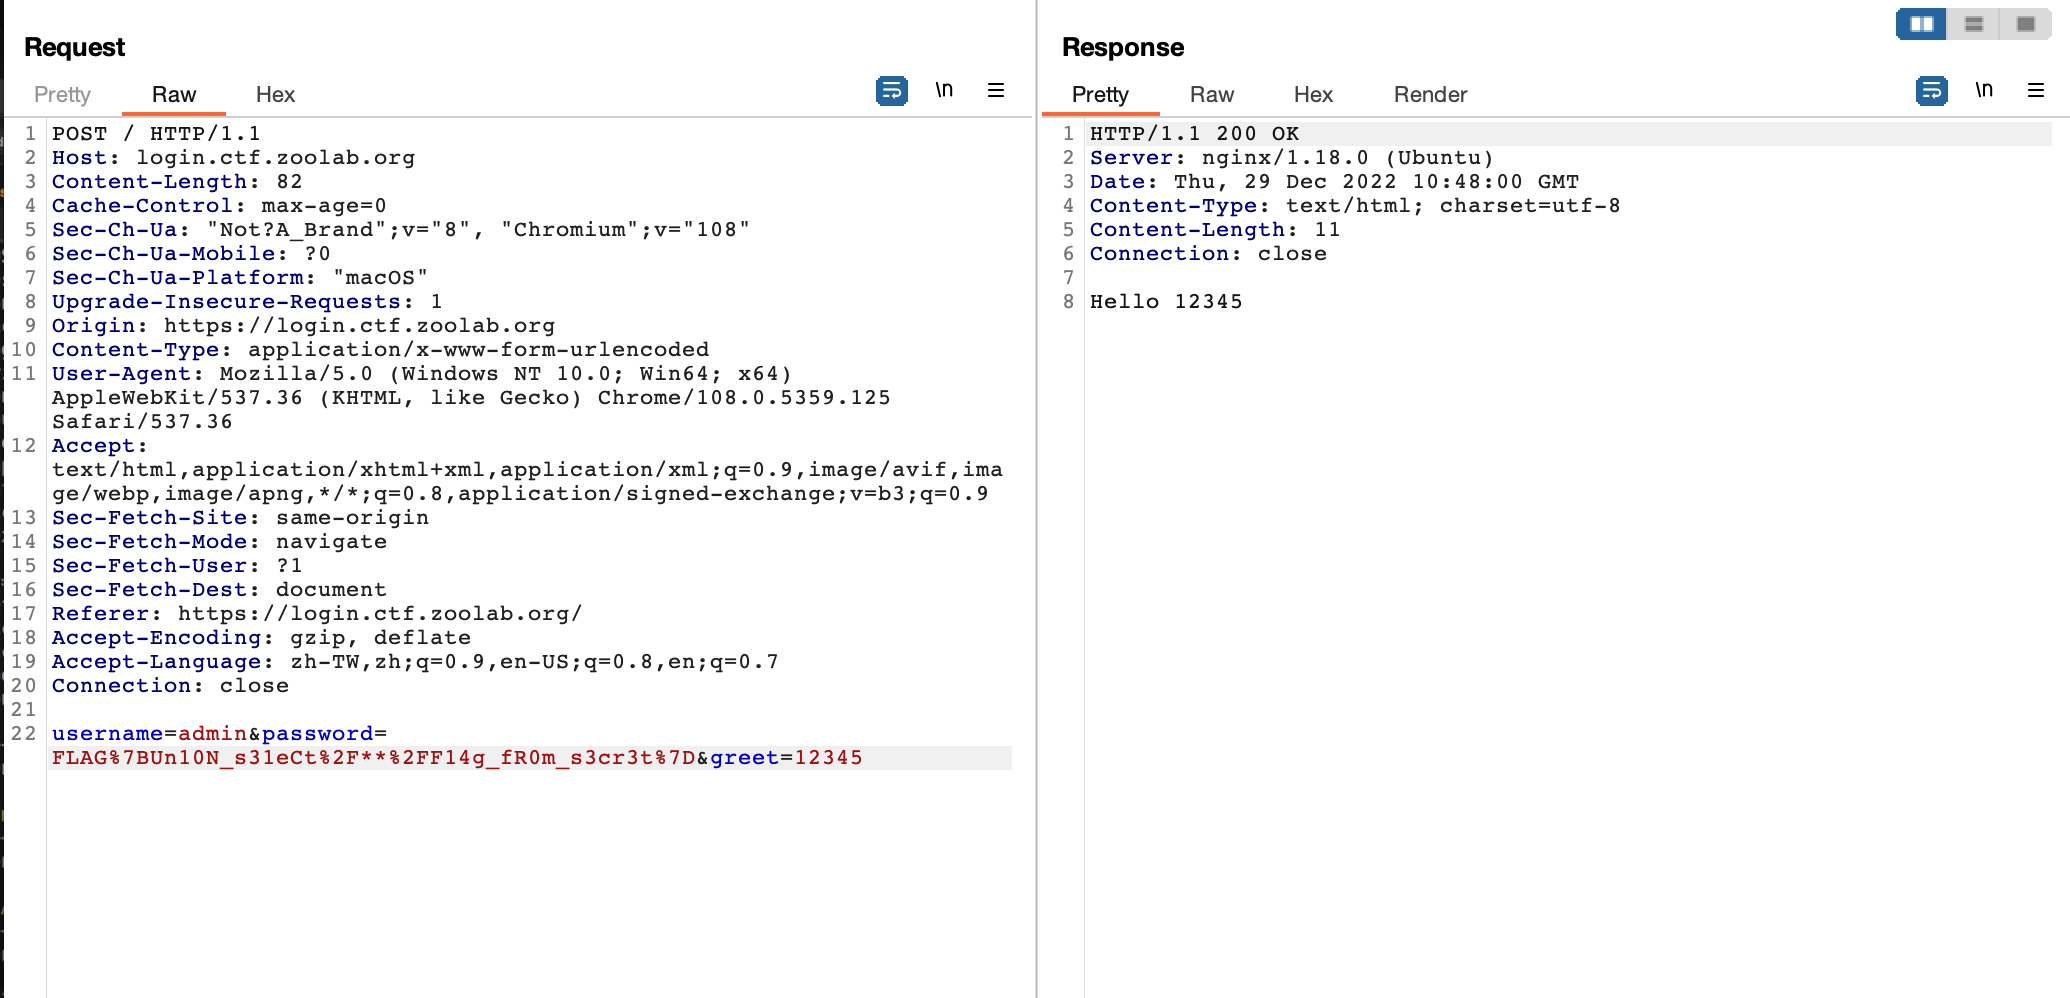 Request
Pretty Raw Hex \n
1 POST / HTTP/1.1
2 Host: login.ctf.zoolab.org
3 Content-Length: 82
4 Cache-Control: max-age=0
5 Sec-Ch-Ua: "Not?A_Brand";v="8", "Chromium";v="108"
6 Sec-Ch-Ua-Mobile: ?0
7 Sec-Ch-Ua-Platform: "macOS"
8 Upgrade-Insecure-Requests: 1
9 Origin: https://login.ctf.zoolab.org
10 Content-Type: application/x-www-form-urlencoded
11 User-Agent: Mozilla/5.0 (Windows NT 10.0; Win64; x64)
AppleWebKit/537.36 (KHTML, like Gecko) Chrome/108.0.5359.125
Safari/537.36
12 Accept:
text/html,application/xhtml+xml,application/xml;q=0.9,image/avif,ima
ge/webp,image/apng,*/*;q=0.8,application/signed-exchange;v=b3;q=0.9
13 Sec-Fetch-Site: same-origin
14 Sec-Fetch-Mode: navigate
15 Sec-Fetch-User: ?1
16 Sec-Fetch-Dest: document
17 Referer: https://login.ctf.zoolab.org/
18 Accept-Encoding: gzip, deflate
19 Accept-Language: zh-TW,zh;q=0.9,en-US;q=0.8,en;q=0.7
20 Connection: close
21
22 username=admin&password=
FLAG%7BUn10N_s31eCt%2F**%2FF14g_fR0m_s3cr3t%7D&greet=12345
Response
Pretty Raw Hex Render \n
1 HTTP/1.1 200 OK
2 Server: nginx/1.18.0 (Ubuntu)
3 Date: Thu, 29 Dec 2022 10:48:00 GMT
4 Content-Type: text/html; charset=utf-8
5 Content-Length: 11
6 Connection: close
7
8 Hello 12345